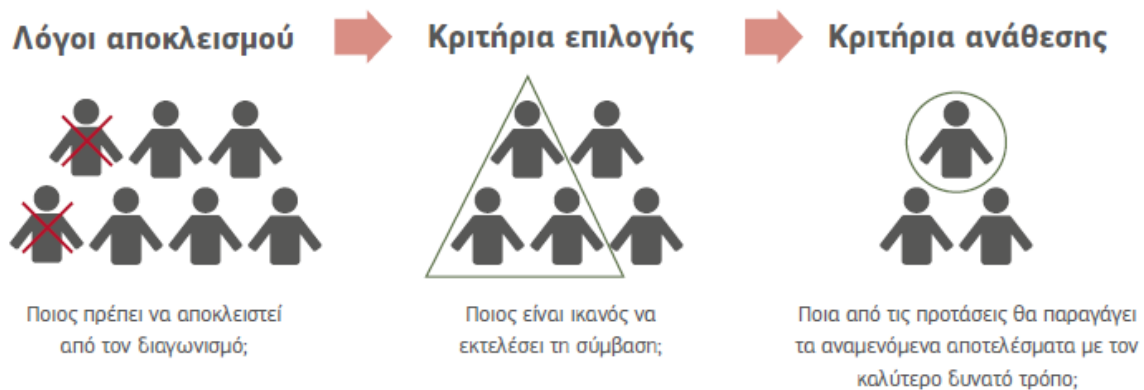 Λόγοι αποκλεισμού
Κριτήρια επιλογής
Κριτήρια ανάθεσης
Ποιος πρέπει να αποκλειστεί
από τον διαγωνισμό;
Ποιος είναι ικανός να
εκτελέσει τη σύμβαση;
Ποια από τις προτάσεις θα παραγάγει
τα αναμενόμενα αποτελέσματα με τον
καλύτερο δυνατό τρόπο;